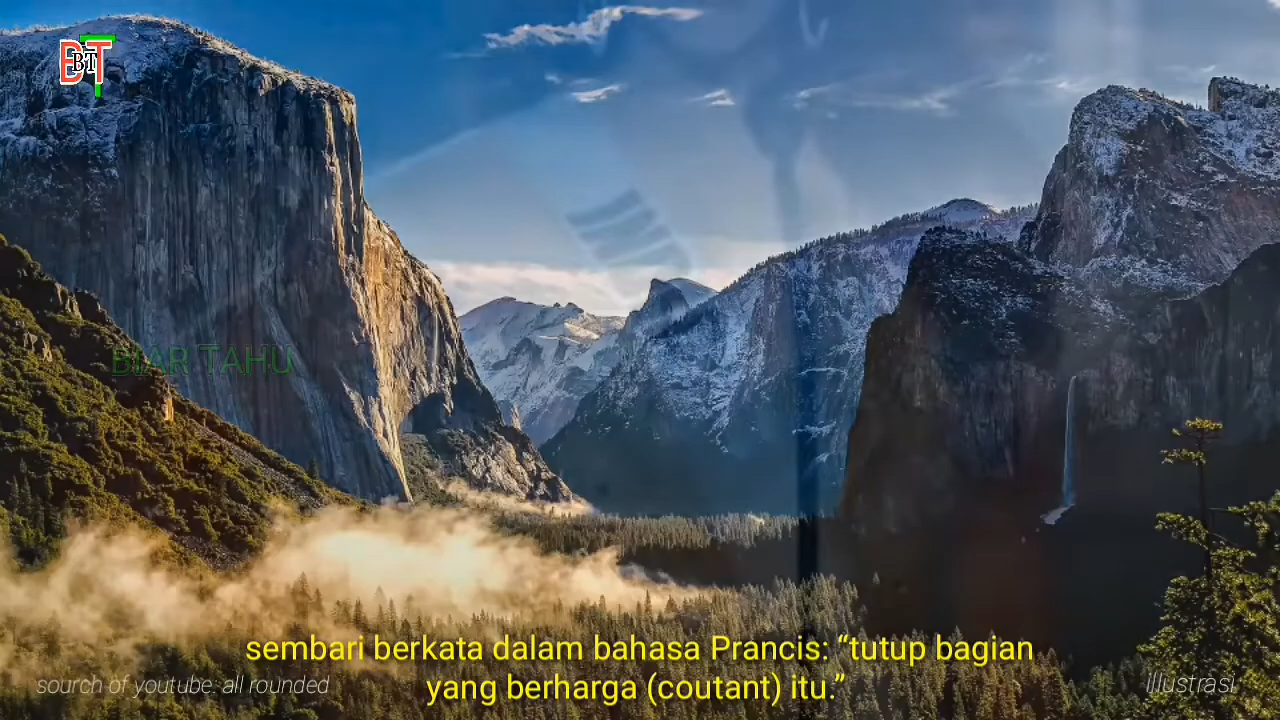 BT
BT
BIAR TAHU
sembari berkata dalam bahasa Prancis: “tutup bagian
yang berharga (coutant) itu.”
sourch of youtube: all rounded
illustrasi